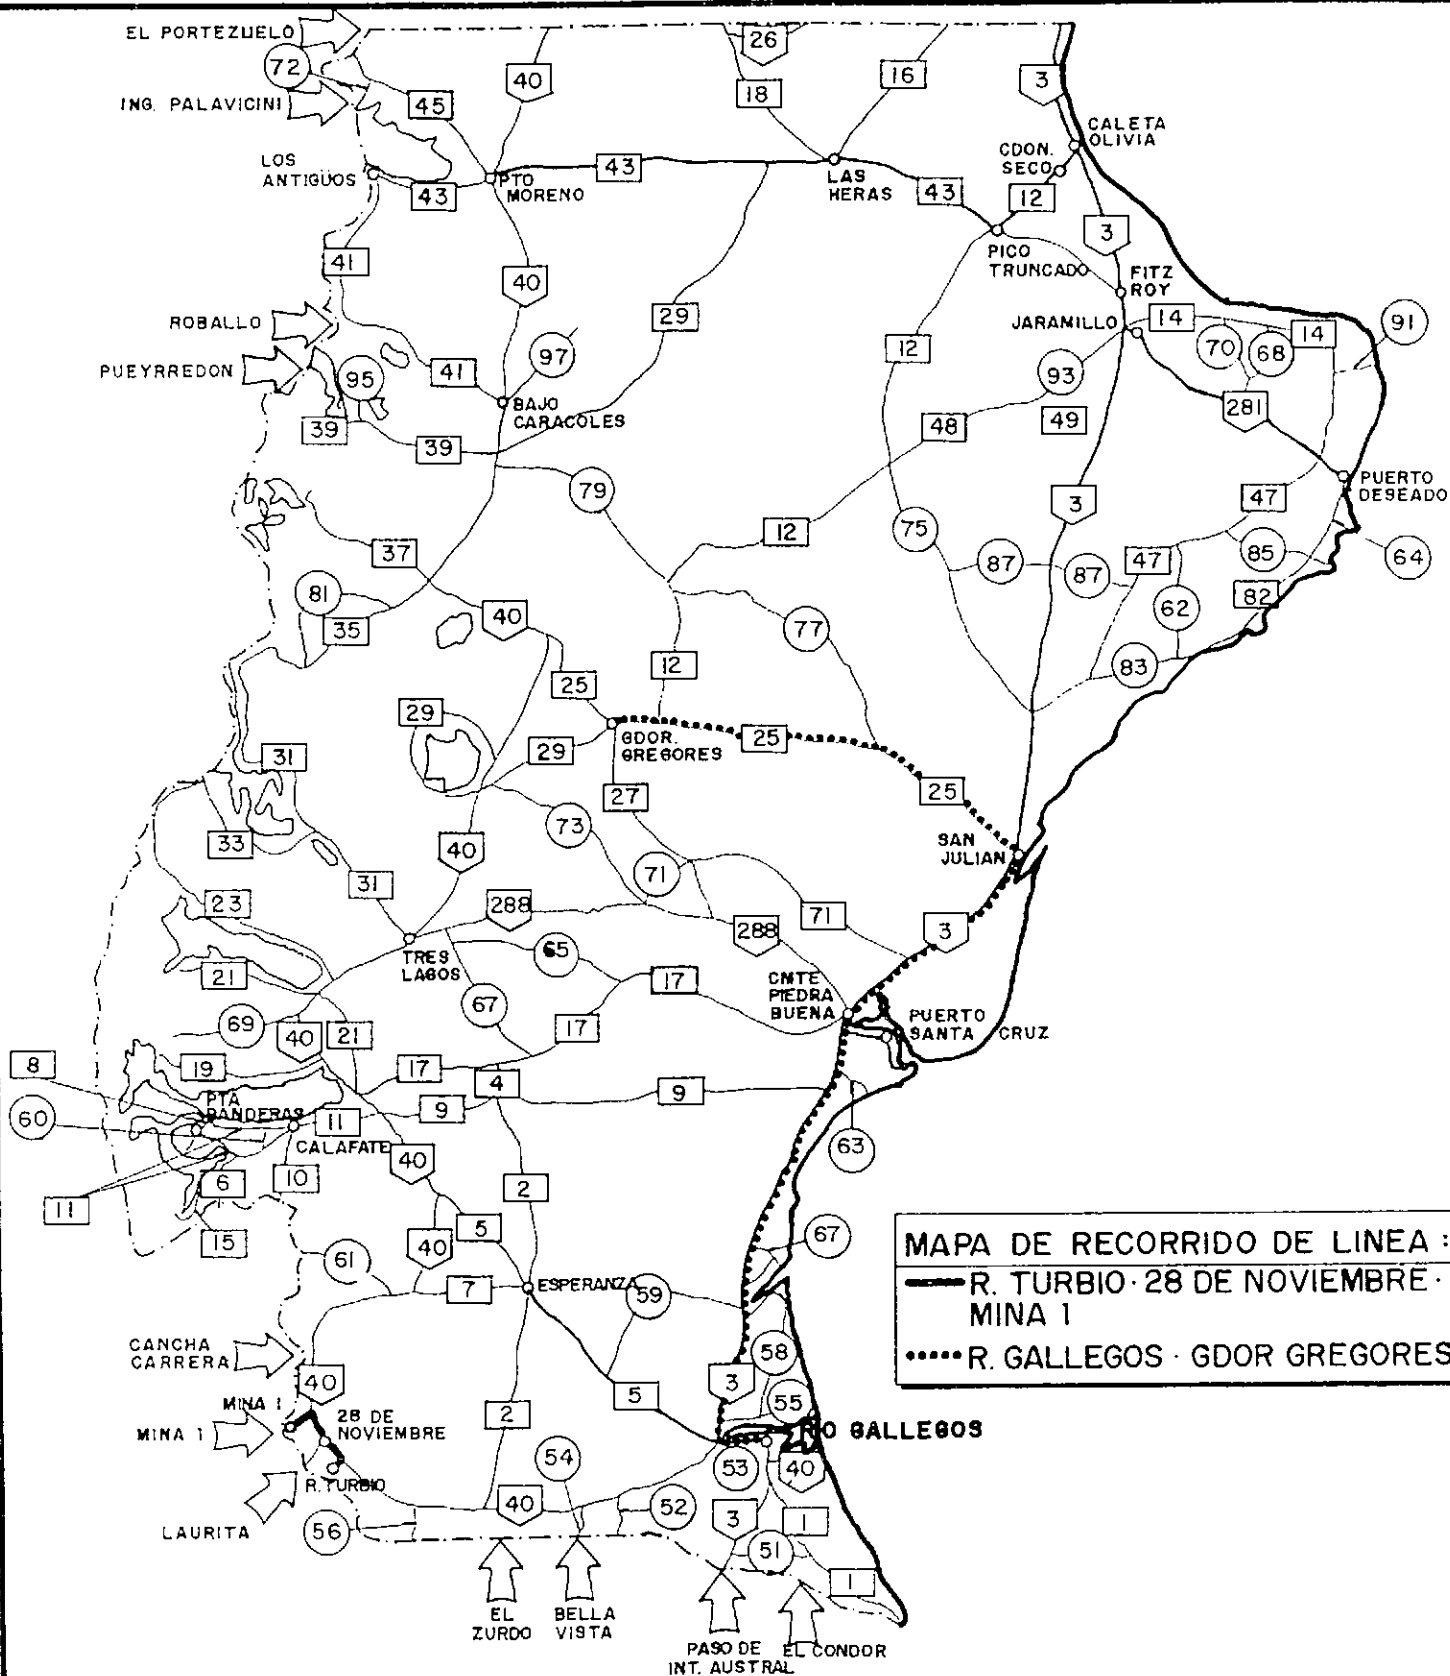 EL PORTEZUELO
72
ING. PALAVICINI
45
40
26
18
16
3
CALETA
OLIVIA
CDON.
SECO
LOS
ANTIGUOS
43
PTO
MORENO
43
LAS
HERAS
43
12
3
PICO
TRUNCADO
FITZ
ROY
41
40
29
ROBALLO
JARAMILLO
14
14
91
12
70
68
PUEYRREDON
95
41
97
93
BAJO
CARACOLES
281
39
39
48
49
79
3
PUERTO
DESEADO
47
12
75
37
87
87
47
85
64
81
35
40
77
62
82
12
83
25
29
GDOR.
GREGORES
25
29
31
27
25
73
33
40
SAN
JULIAN
31
71
23
288
71
288
3
TRES
LAGOS
65
21
17
CNTE
PIEDRA
BUENA
67
69
40
21
17
PUERTO
SANTA CRUZ
8
19
17
4
9
9
PTA
BANDERAS
60
11
CALAFATE
63
40
10
6
2
11
15
5
40
67
61
MAPA DE RECORRIDO DE LINEA :
R. TURBIO · 28 DE NOVIEMBRE ·
MINA 1
R. GALLEGOS · GDOR GREGORES
7
ESPERANZA
59
CANCHA
CARRERA
58
40
3
5
55
MINA 1
28 DE
NOVIEMBRE
2
MINA 1
O GALLEGOS
54
53
40
R. TURBIO
40
52
3
1
LAURITA
56
51
1
EL
ZURDO
BELLA
VISTA
PASO DE
INT. AUSTRAL
EL CONDOR